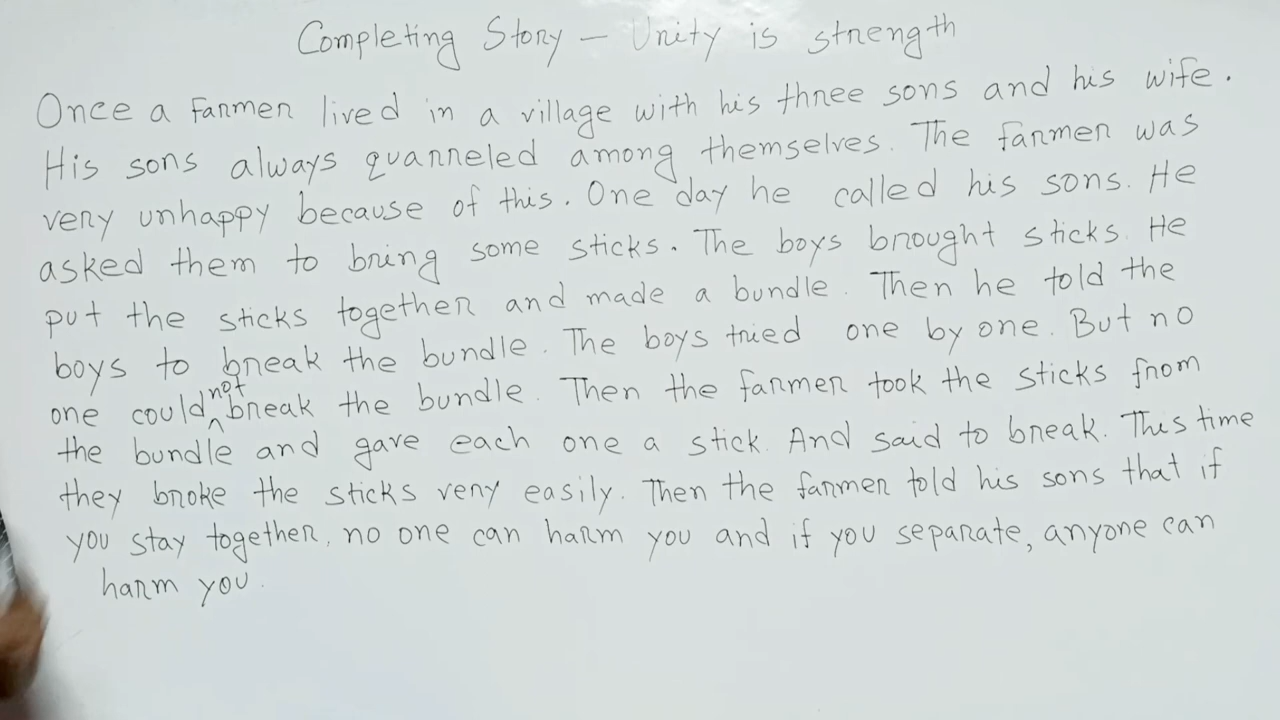 Completing Story – Unity is strength
Once a farmer lived in a village with his three sons and his wife.
His sons always quarreled among themselves. The farmer was
very unhappy because of this. One day he called his sons. He
asked them to bring some sticks. The boys brought sticks. He
put the sticks together and made a bundle. Then he told the
boys to break the bundle. The boys tried one by one. But no
one could not break the bundle. Then the farmer took the sticks from
the bundle and gave each one a stick. And said to break. This time
they broke the sticks very easily. Then the farmer told his sons that if
you stay together, no one can harm you and if you separate, anyone can
harm you.